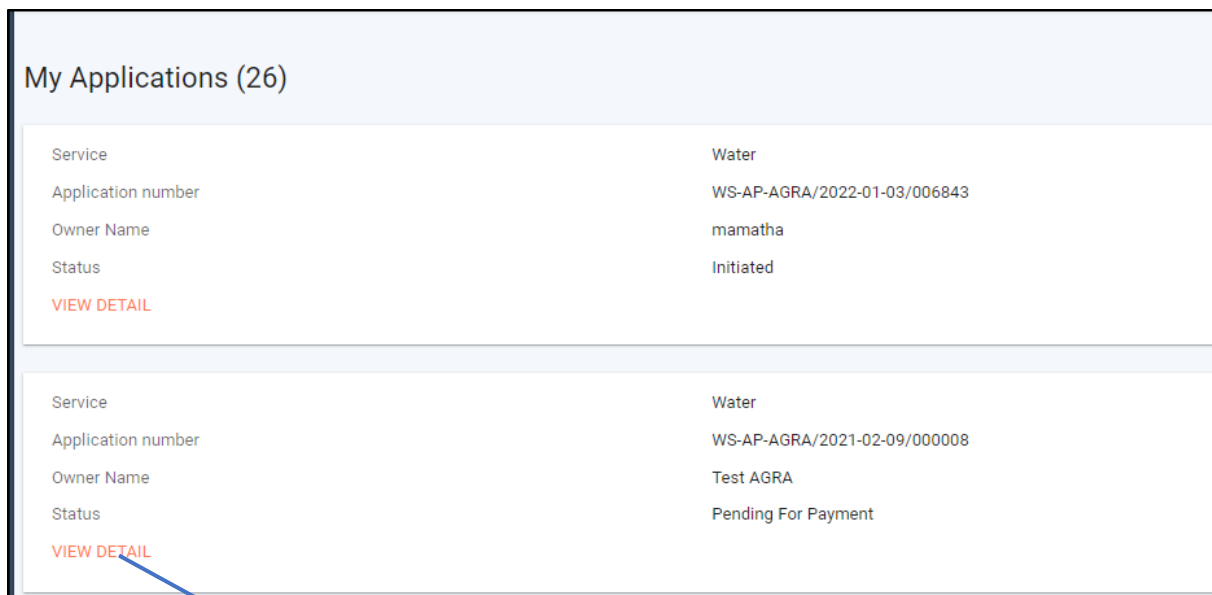 My Applications (26)
Service Water
Application number WS-AP-AGRA/2022-01-03/006843
Owner Name mamatha
Status Initiated
VIEW DETAIL
Service Water
Application number WS-AP-AGRA/2021-02-09/000008
Owner Name Test AGRA
Status Pending For Payment
VIEW DETAIL